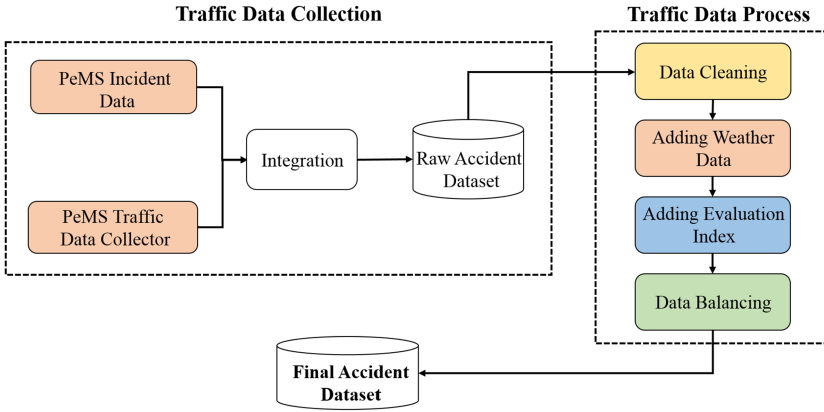 Traffic Data Collection
PeMS Incident
Data
PeMS Traffic
Data Collector
Integration
Raw Accident
Dataset
Traffic Data Process
Data Cleaning
Adding Weather
Data
Adding Evaluation
Index
Data Balancing
Final Accident
Dataset